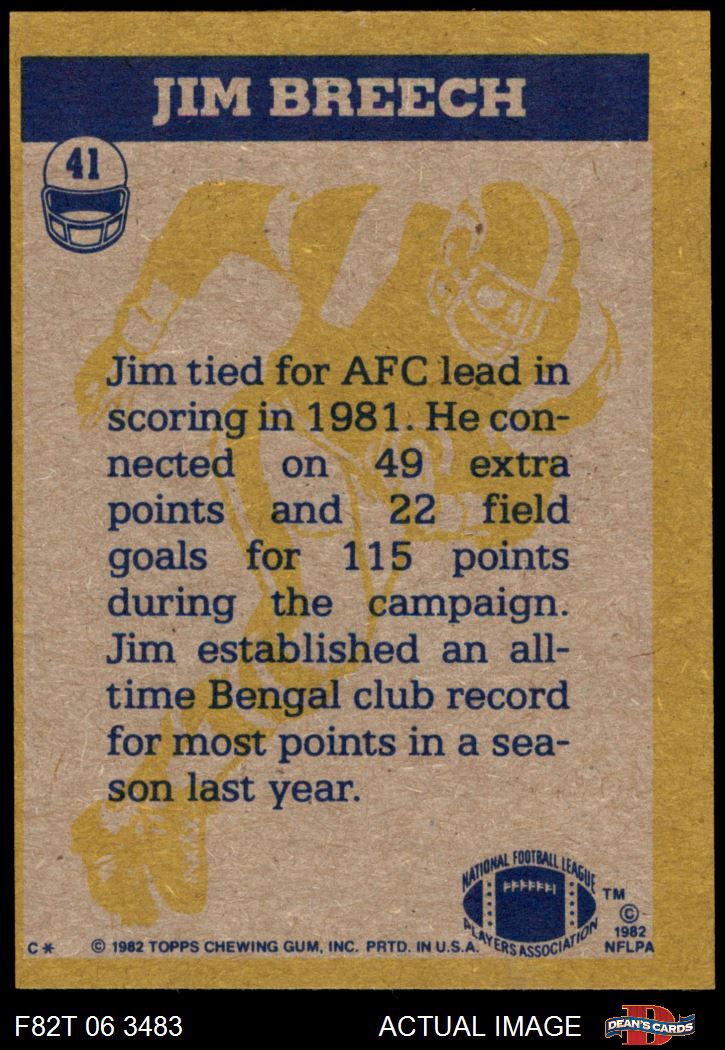 JIM BREECH
41
Jim tied for AFC lead in
scoring in 1981. He con-
nected on 49 extra
points and 22 field
goals for 115 points
during the campaign.
Jim established an all-
time Bengal club record
for most points in a sea-
son last year.
NATIONAL FOOTBALL LEAGUE
PLAYERS ASSOCIATION
TM
© 1982
NFLPA
C* © 1982 TOPPS CHEWING GUM, INC. PRTD. IN U.S.A.
F82T 06 3483
ACTUAL IMAGE
D
DEAN'S CARDS